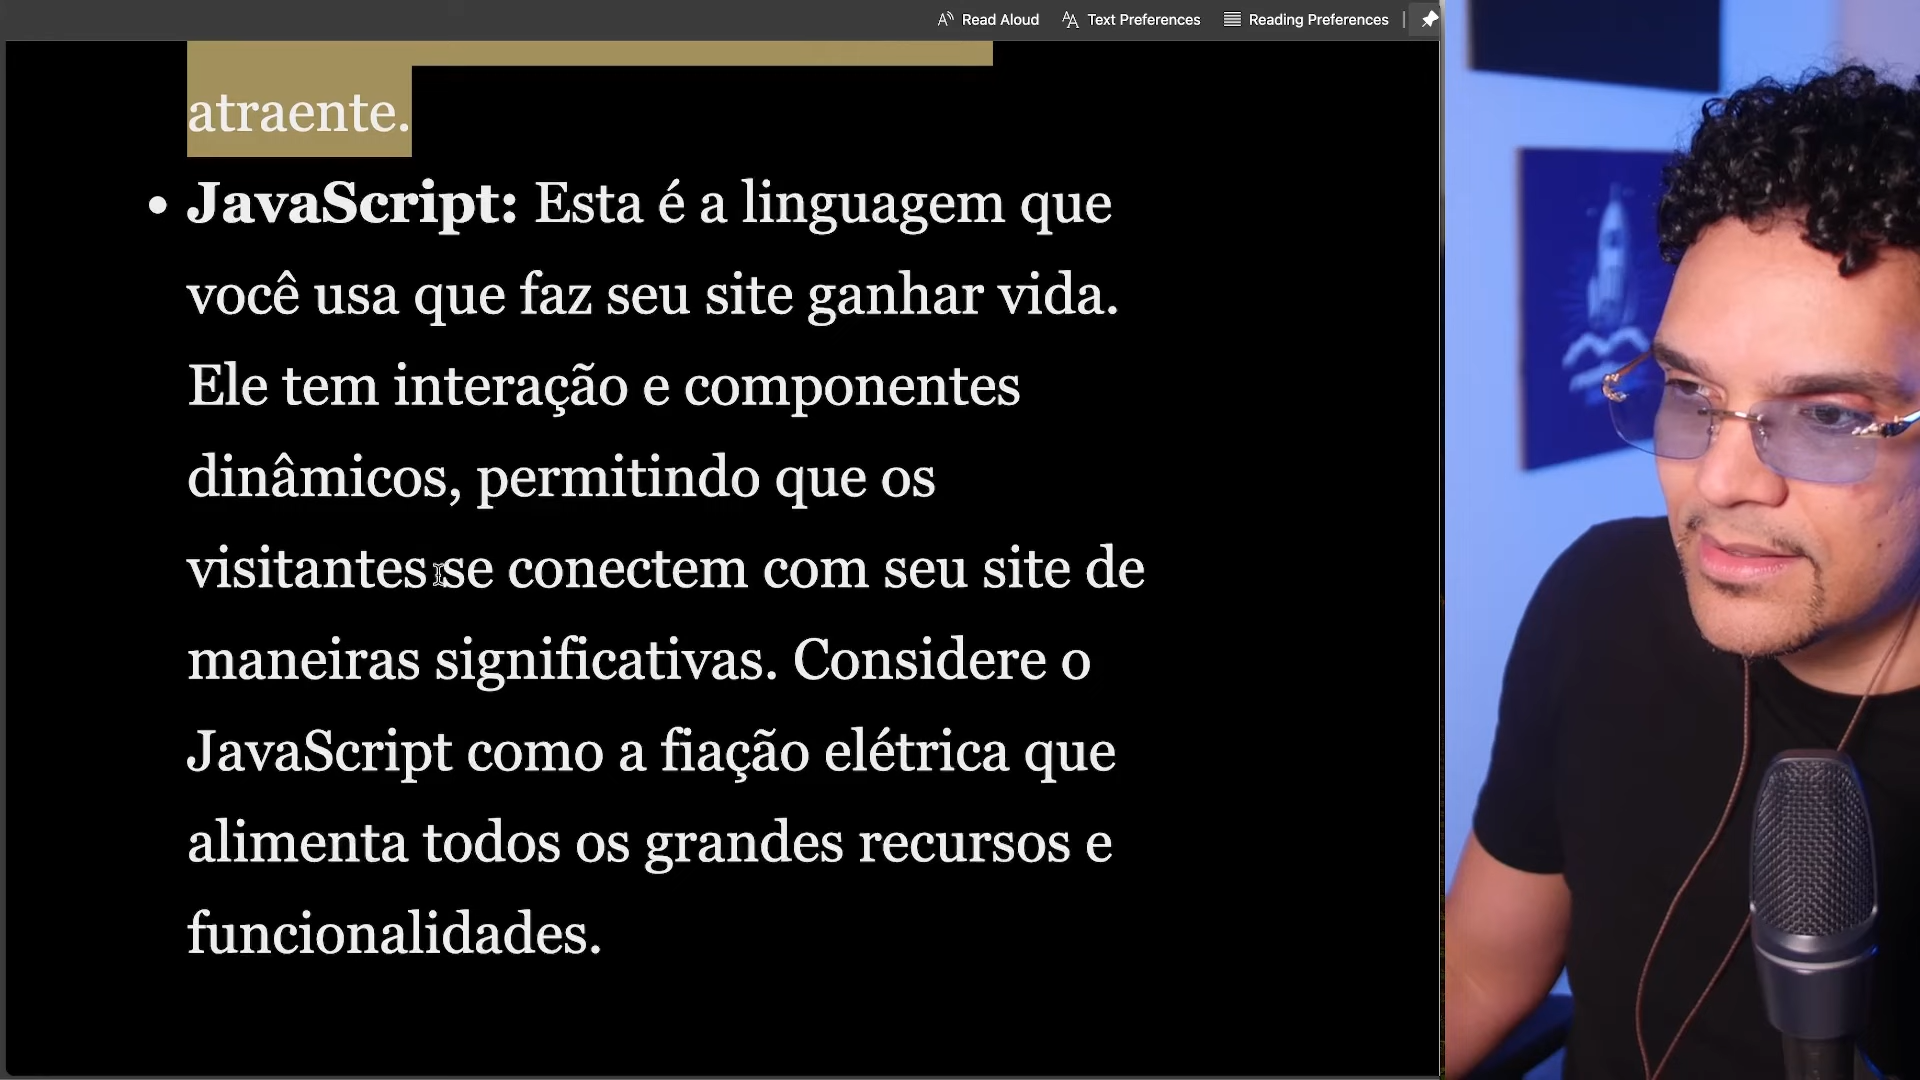 Read Aloud Text Preferences Reading Preferences
atraente.
• JavaScript: Esta é a linguagem que
você usa que faz seu site ganhar vida.
Ele tem interação e componentes
dinâmicos, permitindo que os
visitantes se conectem com seu site de
maneiras significativas. Considere o
JavaScript como a fiação elétrica que
alimenta todos os grandes recursos e
funcionalidades.